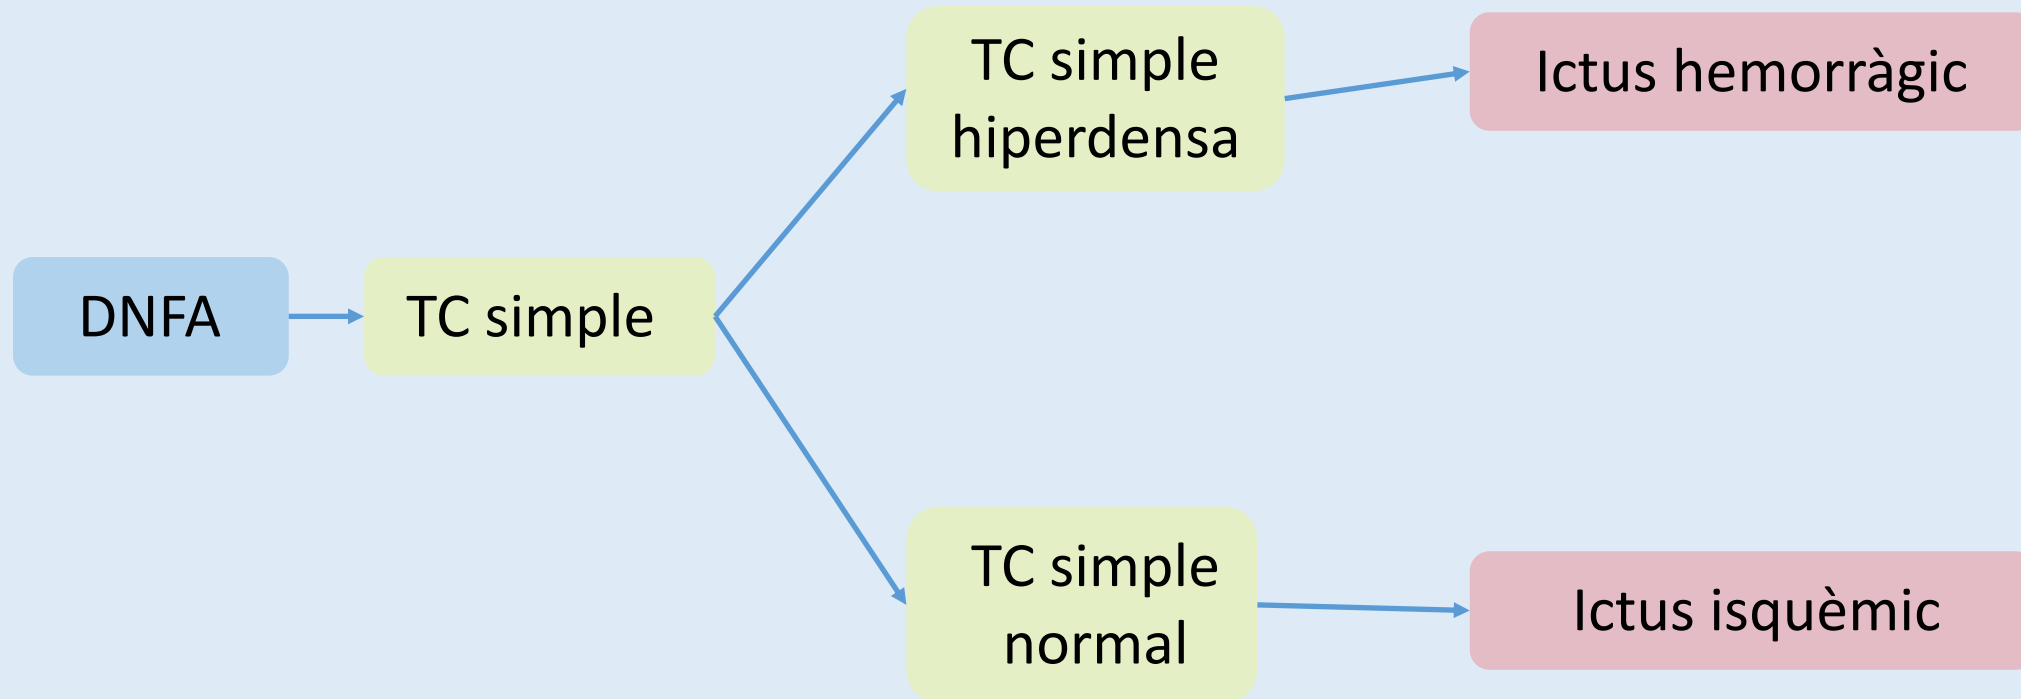 DNFA
TC simple
TC simple
hiperdensa
Ictus hemorràgic
TC simple
normal
Ictus isquèmic